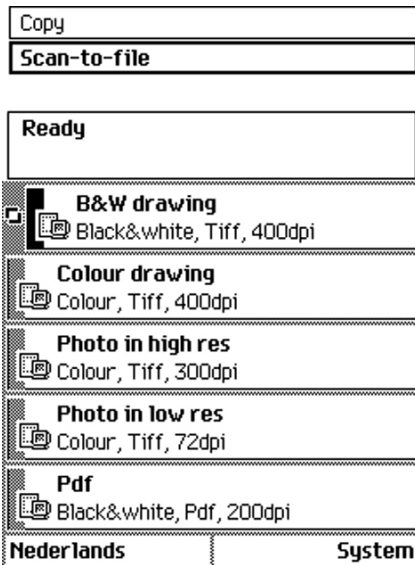 Copy
Scan-to-file
Ready
B&W drawing
Black&white, Tiff, 400dpi
Colour drawing
Colour, Tiff, 400dpi
Photo in high res
Colour, Tiff, 300dpi
Photo in low res
Colour, Tiff, 72dpi
Pdf
Black&white, Pdf, 200dpi
Nederlands System